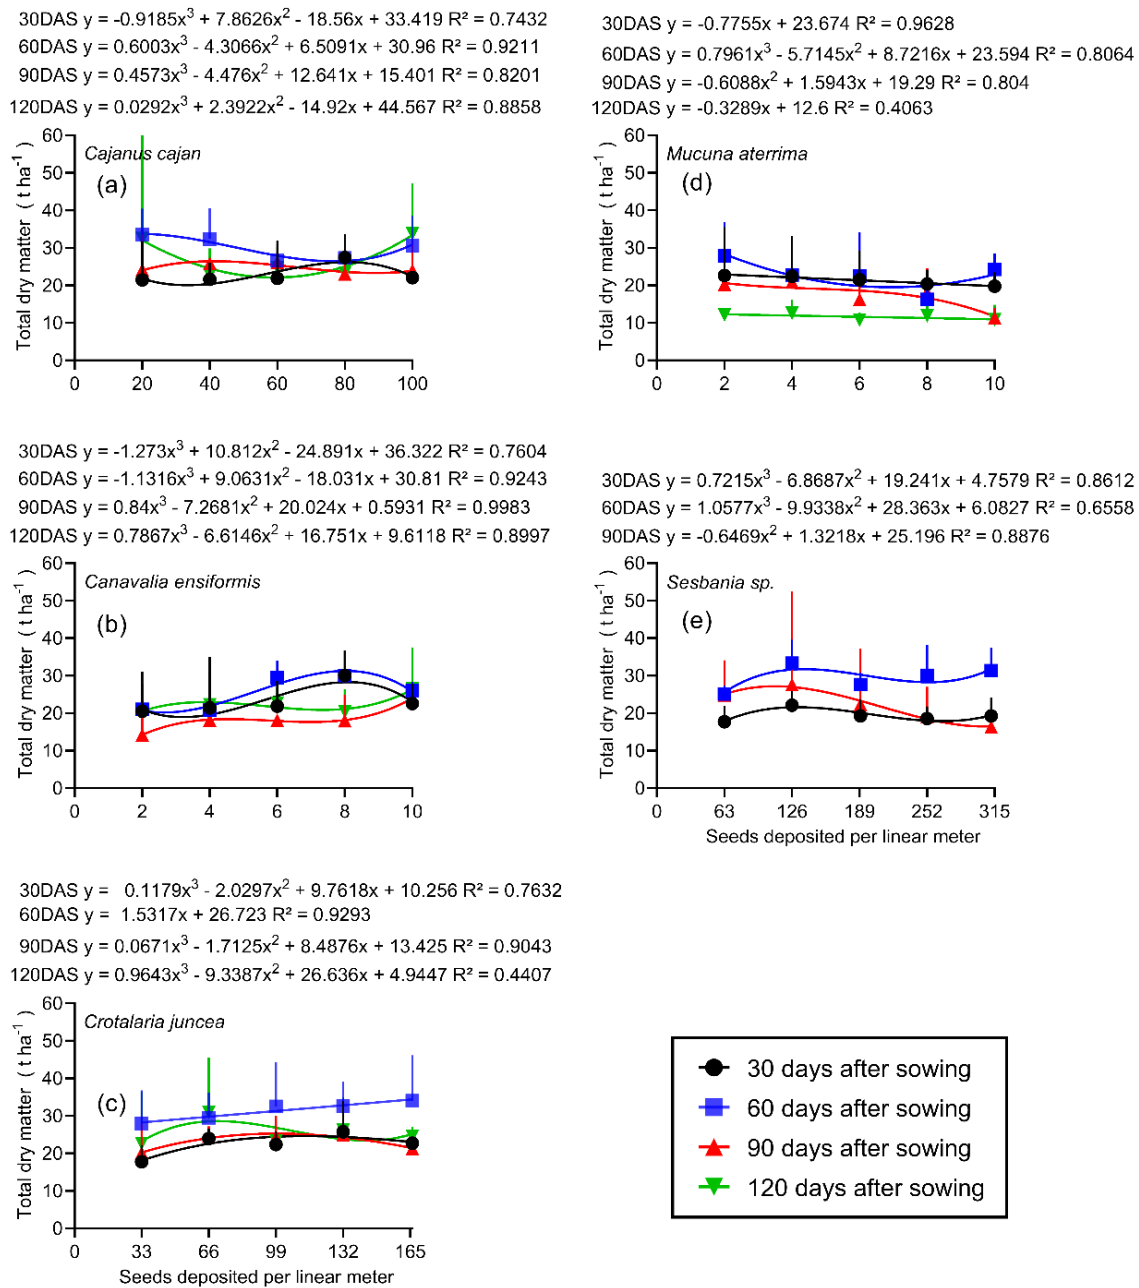 30DAS y = -0.9185x³ + 7.8626x² - 18.56x + 33.419 R² = 0.7432
60DAS y = 0.6003x³ - 4.3066x² + 6.5091x + 30.96 R² = 0.9211
90DAS y = 0.4573x³ - 4.476x² + 12.641x + 15.401 R² = 0.8201
120DAS y = 0.0292x³ + 2.3922x² - 14.92x + 44.567 R² = 0.8858
60
50
40
30
20
10
0
Total dry matter ( t ha⁻¹)
Cajanus cajan
(a)
0 20 40 60 80 100
30DAS y = -0.7755x + 23.674 R² = 0.9628
60DAS y = 0.7961x³ - 5.7145x² + 8.7216x + 23.594 R² = 0.8064
90DAS y = -0.6088x² + 1.5943x + 19.29 R² = 0.804
120DAS y = -0.3289x + 12.6 R² = 0.4063
60
50
40
30
20
10
0
Total dry matter ( t ha⁻¹)
Mucuna aterrima
(d)
0 2 4 6 8 10
30DAS y = -1.273x³ + 10.812x² - 24.891x + 36.322 R² = 0.7604
60DAS y = -1.1316x³ + 9.0631x² - 18.031x + 30.81 R² = 0.9243
90DAS y = 0.84x³ - 7.2681x² + 20.024x + 0.5931 R² = 0.9983
120DAS y = 0.7867x³ - 6.6146x² + 16.751x + 9.6118 R² = 0.8997
60
50
40
30
20
10
0
Total dry matter ( t ha⁻¹)
Canavalia ensiformis
(b)
0 2 4 6 8 10
30DAS y = 0.7215x³ - 6.8687x² + 19.241x + 4.7579 R² = 0.8612
60DAS y = 1.0577x³ - 9.9338x² + 28.363x + 6.0827 R² = 0.6558
90DAS y = -0.6469x² + 1.3218x + 25.196 R² = 0.8876
60
50
40
30
20
10
0
Total dry matter ( t ha⁻¹)
Sesbania sp.
(e)
0 63 126 189 252 315
Seeds deposited per linear meter
30DAS y = 0.1179x³ - 2.0297x² + 9.7618x + 10.256 R² = 0.7632
60DAS y = 1.5317x + 26.723 R² = 0.9293
90DAS y = 0.0671x³ - 1.7125x² + 8.4876x + 13.425 R² = 0.9043
120DAS y = 0.9643x³ - 9.3387x² + 26.636x + 4.9447 R² = 0.4407
60
50
40
30
20
10
0
Total dry matter ( t ha⁻¹)
Crotalaria juncea
(c)
0 33 66 99 132 165
Seeds deposited per linear meter
30 days after sowing
60 days after sowing
90 days after sowing
120 days after sowing